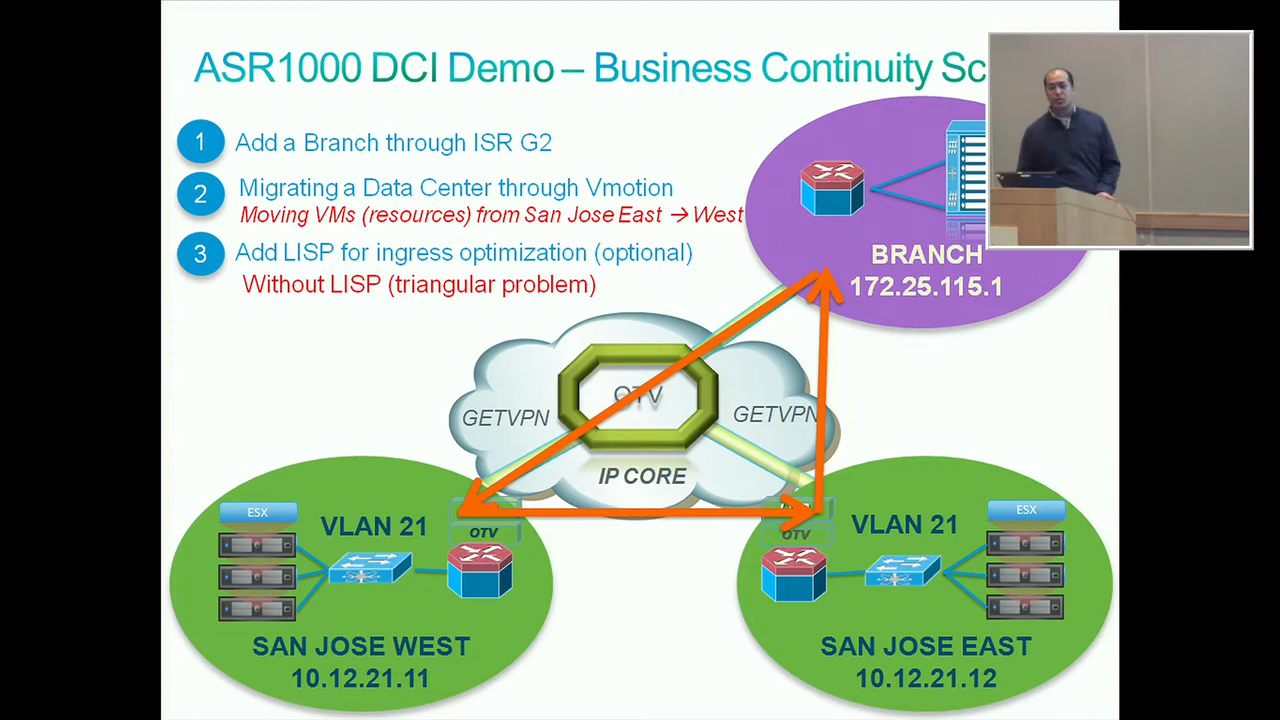 ASR1000 DCI Demo – Business Continuity Sc
1 Add a Branch through ISR G2
2 Migrating a Data Center through Vmotion
Moving VMs (resources) from San Jose East → West
3 Add LISP for ingress optimization (optional)
Without LISP (triangular problem)
BRANCH
172.25.115.1
OTV
GETVPN
GETVPN
IP CORE
ESX
VLAN 21
OTV
SAN JOSE WEST
10.12.21.11
OTV
VLAN 21
ESX
SAN JOSE EAST
10.12.21.12